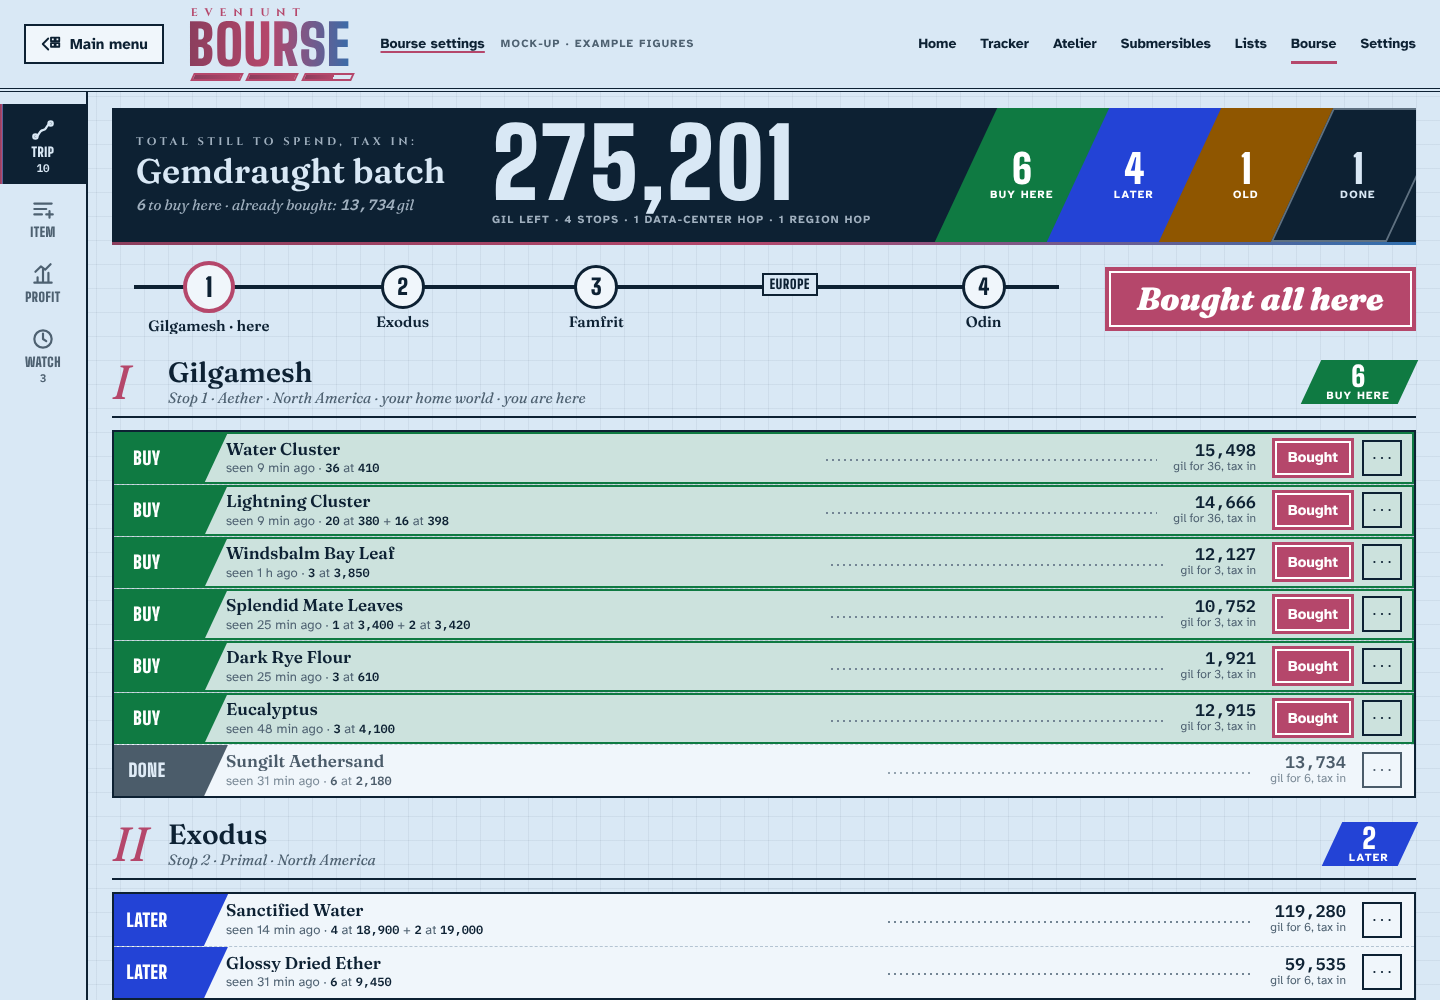 Main menu
EVENIUNT
BOURSE
Bourse settings
MOCK-UP · EXAMPLE FIGURES
Home
Tracker
Atelier
Submersibles
Lists
Bourse
Settings
TRIP
10
ITEM
PROFIT
WATCH
3
TOTAL STILL TO SPEND, TAX IN:
Gemdraught batch
6 to buy here · already bought: 13,734 gil
275,201
GIL LEFT · 4 STOPS · 1 DATA-CENTER HOP · 1 REGION HOP
6
BUY HERE
4
LATER
1
OLD
1
DONE
1
Gilgamesh · here
2
Exodus
3
Famfrit
EUROPE
4
Odin
Bought all here
I
Gilgamesh
Stop 1 · Aether · North America · your home world · you are here
6
BUY HERE
BUY
Water Cluster
seen 9 min ago · 36 at 410
15,498
gil for 36, tax in
Bought
...
BUY
Lightning Cluster
seen 9 min ago · 20 at 380 + 16 at 398
14,666
gil for 36, tax in
Bought
...
BUY
Windsbalm Bay Leaf
seen 1 h ago · 3 at 3,850
12,127
gil for 3, tax in
Bought
...
BUY
Splendid Mate Leaves
seen 25 min ago · 1 at 3,400 + 2 at 3,420
10,752
gil for 3, tax in
Bought
...
BUY
Dark Rye Flour
seen 25 min ago · 3 at 610
1,921
gil for 3, tax in
Bought
...
BUY
Eucalyptus
seen 48 min ago · 3 at 4,100
12,915
gil for 3, tax in
Bought
...
DONE
Sungilt Aethersand
seen 31 min ago · 6 at 2,180
13,734
gil for 6, tax in
...
II
Exodus
Stop 2 · Primal · North America
2
LATER
LATER
Sanctified Water
seen 14 min ago · 4 at 18,900 + 2 at 19,000
119,280
gil for 6, tax in
...
LATER
Glossy Dried Ether
seen 31 min ago · 6 at 9,450
59,535
gil for 6, tax in
...